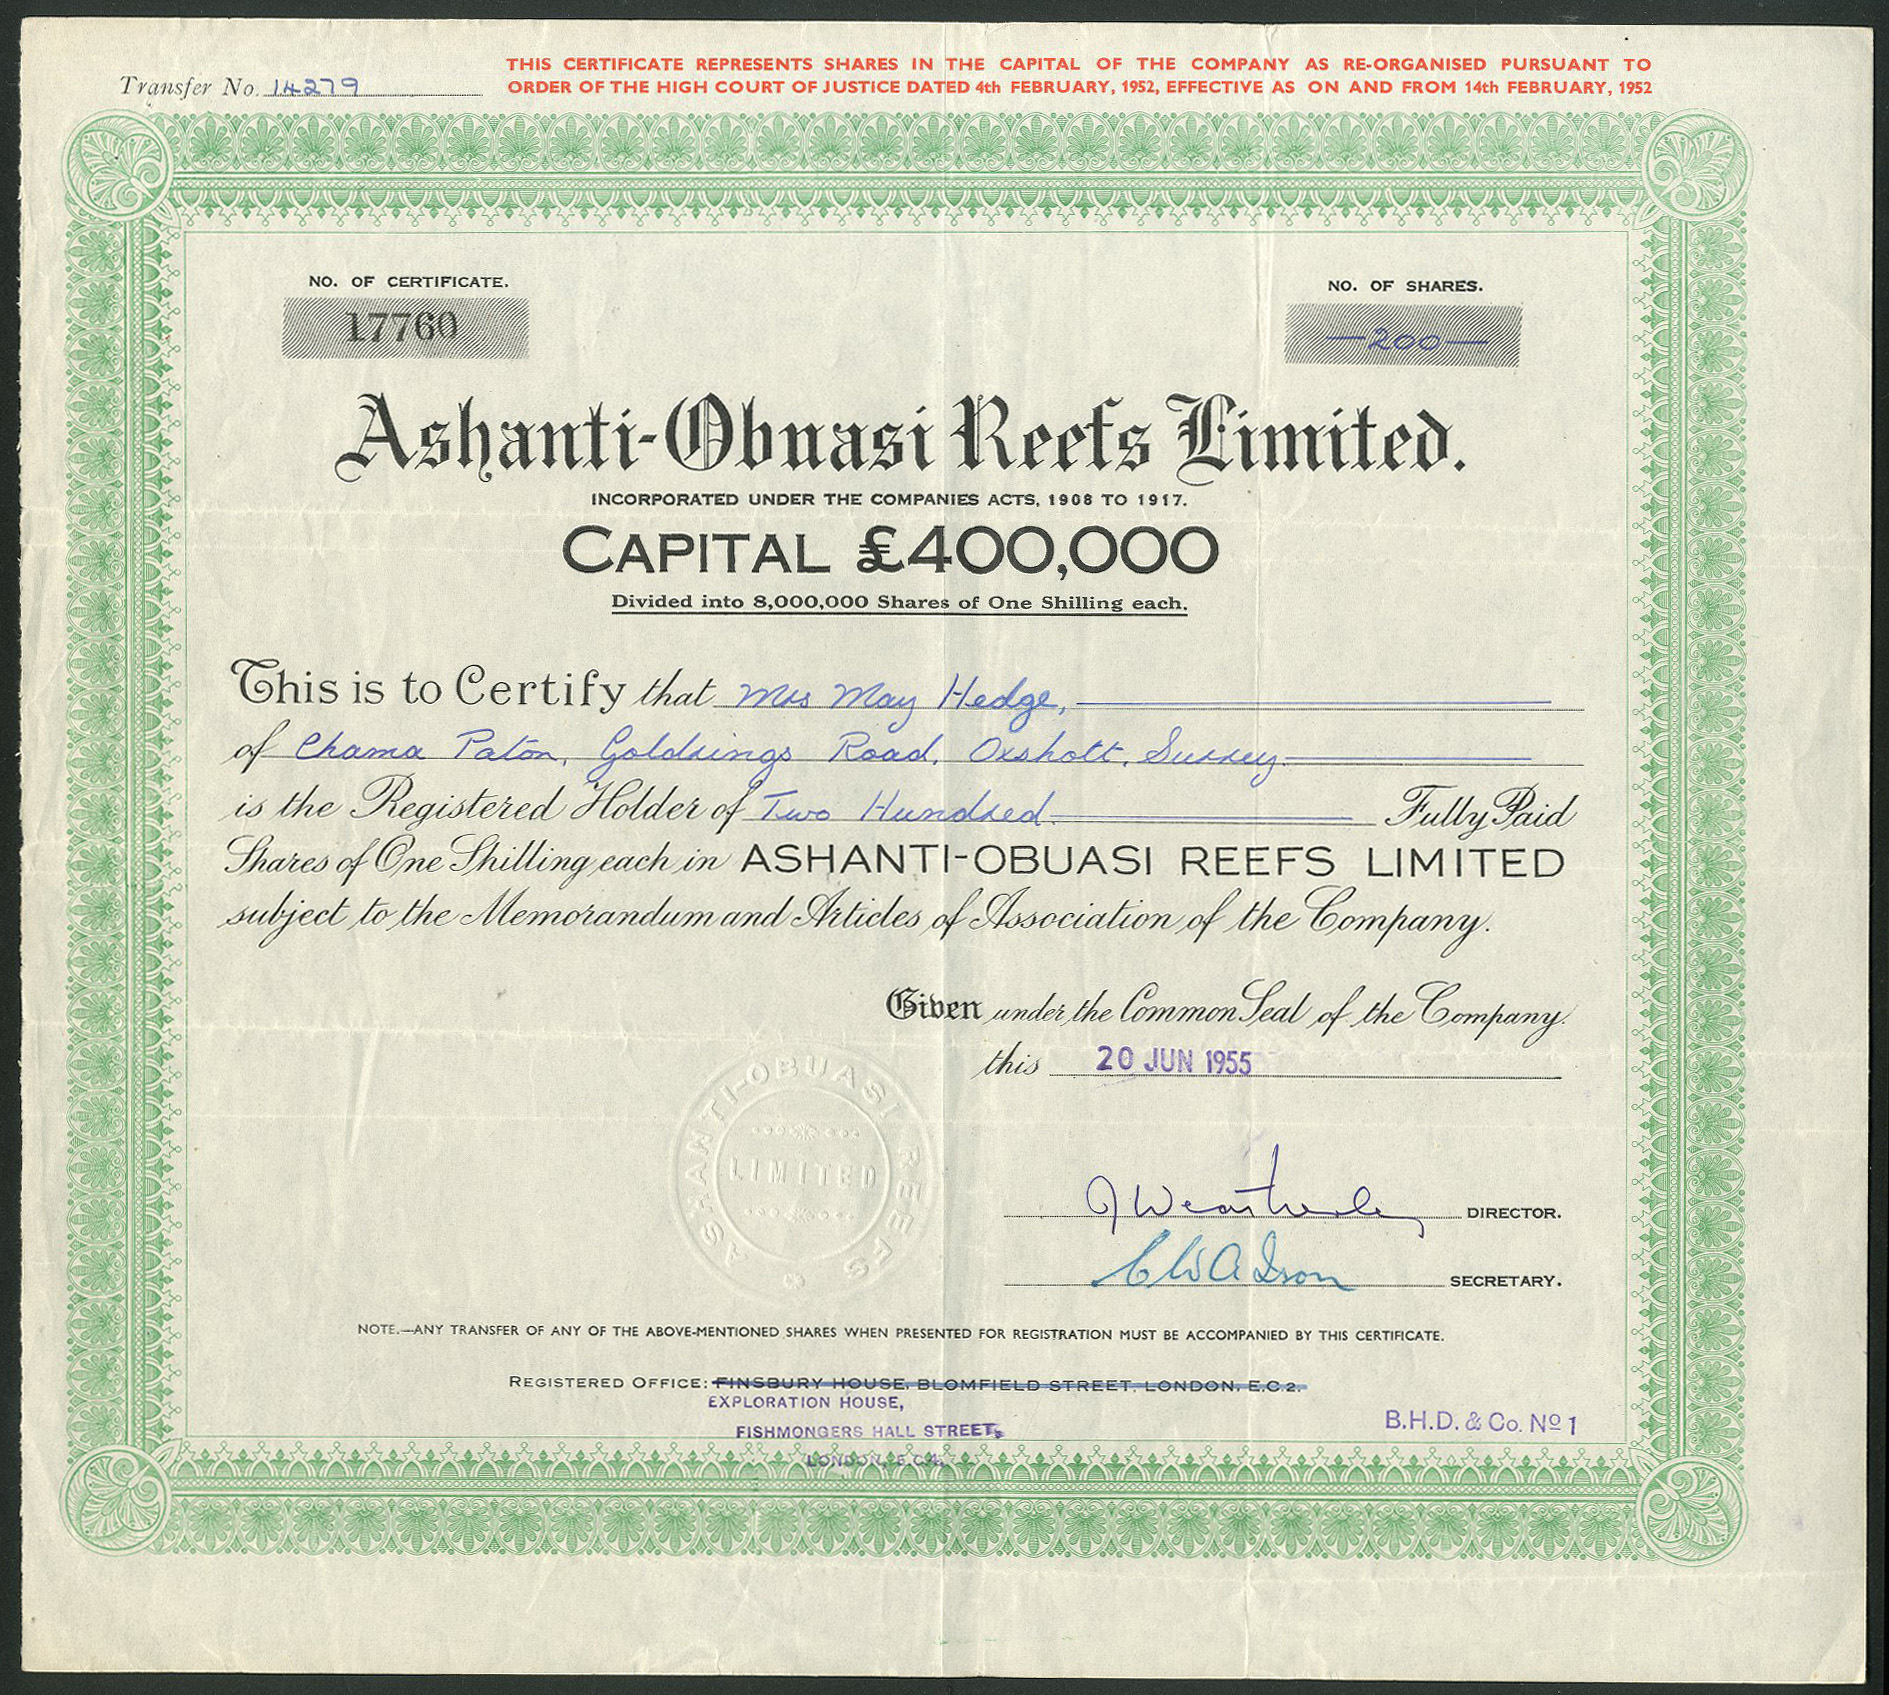 Transfer No. 14279
THIS CERTIFICATE REPRESENTS SHARES IN THE CAPITAL OF THE COMPANY AS RE-ORGANISED PURSUANT TO
ORDER OF THE HIGH COURT OF JUSTICE DATED 4th FEBRUARY, 1952, EFFECTIVE AS ON AND FROM 14th FEBRUARY, 1952
NO. OF CERTIFICATE.
17760
NO. OF SHARES.
—200—
Ashanti-Obuasi Reefs Limited.
INCORPORATED UNDER THE COMPANIES ACTS, 1908 TO 1917.
CAPITAL £400,000
Divided into 8,000,000 Shares of One Shilling each.
This is to Certify that Mrs May Hedge,
of Chama Paton, Goldrings Road, Oxshott, Surrey.
is the Registered Holder of Two Hundred Fully Paid
Shares of One Shilling each in ASHANTI-OBUASI REEFS LIMITED
subject to the Memorandum and Articles of Association of the Company.
Given under the Common Seal of the Company.
this 20 JUN 1955
ASHANTI-OBUASI REEFS
LIMITED
J Weatherley DIRECTOR.
C W A Ison SECRETARY.
NOTE.—ANY TRANSFER OF ANY OF THE ABOVE-MENTIONED SHARES WHEN PRESENTED FOR REGISTRATION MUST BE ACCOMPANIED BY THIS CERTIFICATE.
REGISTERED OFFICE: FINSBURY HOUSE, BLOMFIELD STREET, LONDON, E.C 2.
EXPLORATION HOUSE,
FISHMONGERS HALL STREET,
LONDON, E.C.4.
B.H.D. & Co. Nº 1